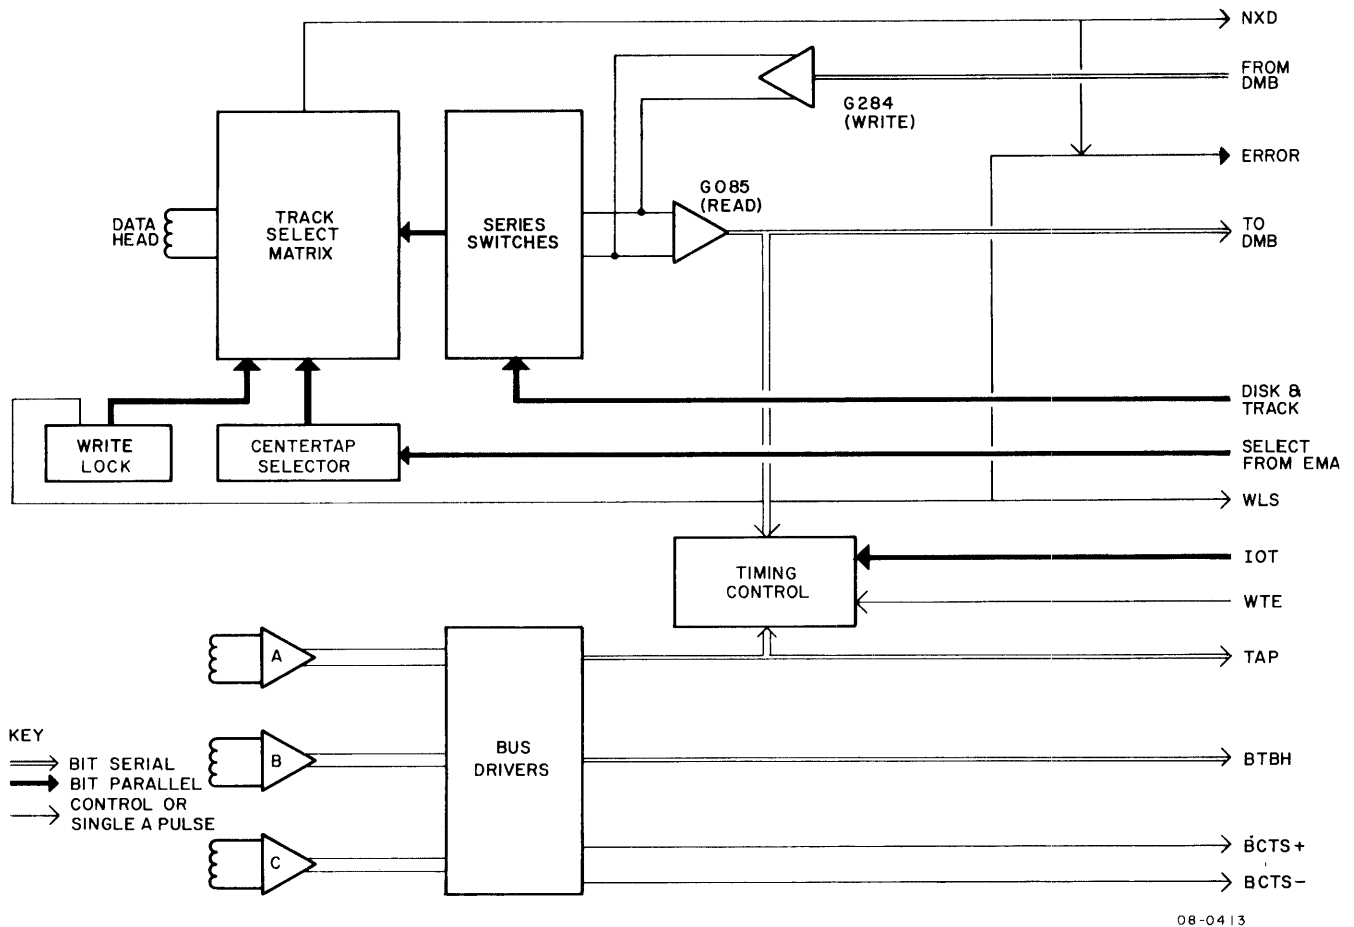 NXD
FROM
DMB
G284
(WRITE)
ERROR
G085
(READ)
DATA
HEAD
TRACK
SELECT
MATRIX
SERIES
SWITCHES
TO
DMB
DISK &
TRACK
WRITE
LOCK
CENTERTAP
SELECTOR
SELECT
FROM EMA
WLS
IOT
TIMING
CONTROL
WTE
A
TAP
KEY
BIT SERIAL
BIT PARALLEL
CONTROL OR
SINGLE A PULSE
B
BUS
DRIVERS
BTBH
C
BCTS+
BCTS-
08-0413